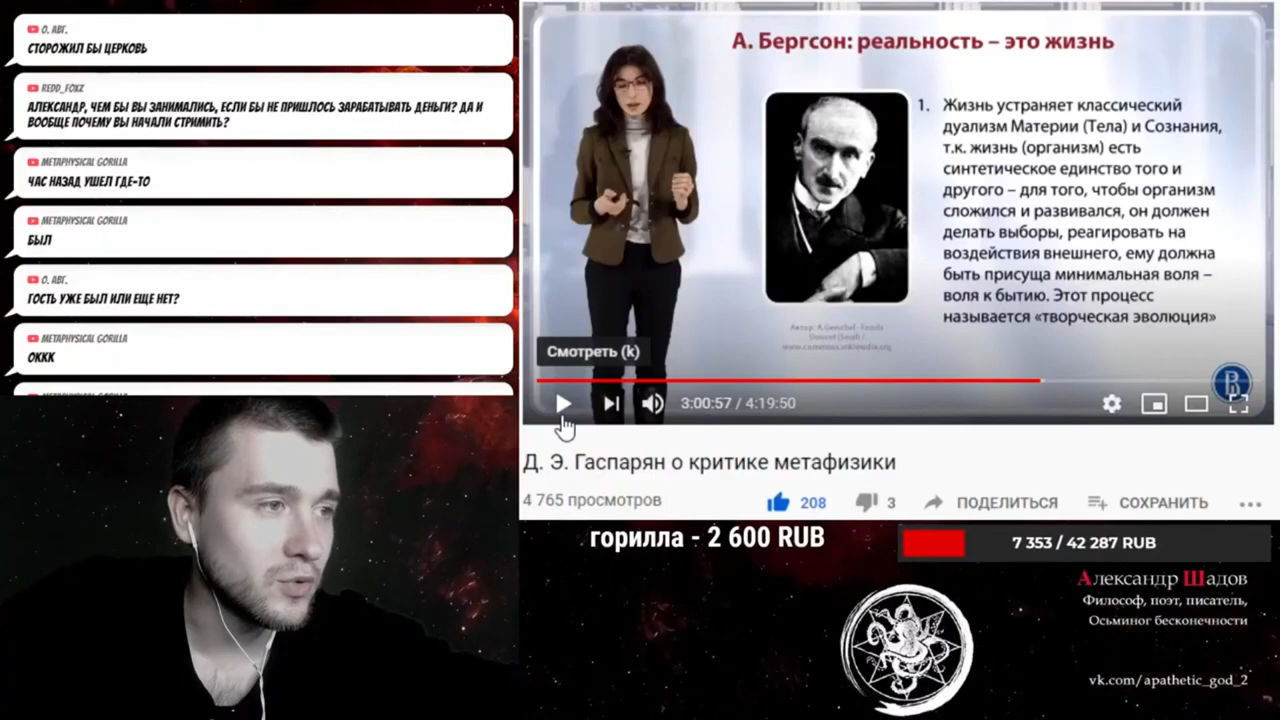 О. АВГ.
СТОРОЖИЛ БЫ ЦЕРКОВЬ
REDD_FOXZ
АЛЕКСАНДР, ЧЕМ БЫ ВЫ ЗАНИМАЛИСЬ, ЕСЛИ БЫ НЕ ПРИШЛОСЬ ЗАРАБАТЫВАТЬ ДЕНЬГИ? ДА И
ВООБЩЕ ПОЧЕМУ ВЫ НАЧАЛИ СТРИМИТЬ?
METAPHYSICAL GORILLA
ЧАС НАЗАД УШЕЛ ГДЕ-ТО
METAPHYSICAL GORILLA
БЫЛ
О. АВГ.
ГОСТЬ УЖЕ БЫЛ ИЛИ ЕЩЕ НЕТ?
METAPHYSICAL GORILLA
ОККК
А. Бергсон: реальность – это жизнь
1. Жизнь устраняет классический
дуализм Материи (Тела) и Сознания,
т.к. жизнь (организм) есть
синтетическое единство того и
другого – для того, чтобы организм
сложился и развивался, он должен
делать выборы, реагировать на
воздействия внешнего, ему должна
быть присуща минимальная воля –
воля к бытию. Этот процесс
называется «творческая эволюция»
Смотреть (k)
3:00:57 / 4:19:50
Д. Э. Гаспарян о критике метафизики
4 765 просмотров
208
3
ПОДЕЛИТЬСЯ
СОХРАНИТЬ
горилла - 2 600 RUB
7 353 / 42 287 RUB
Александр Шадов
Философ, поэт, писатель,
Осьминог бесконечности
vk.com/apathetic_god_2